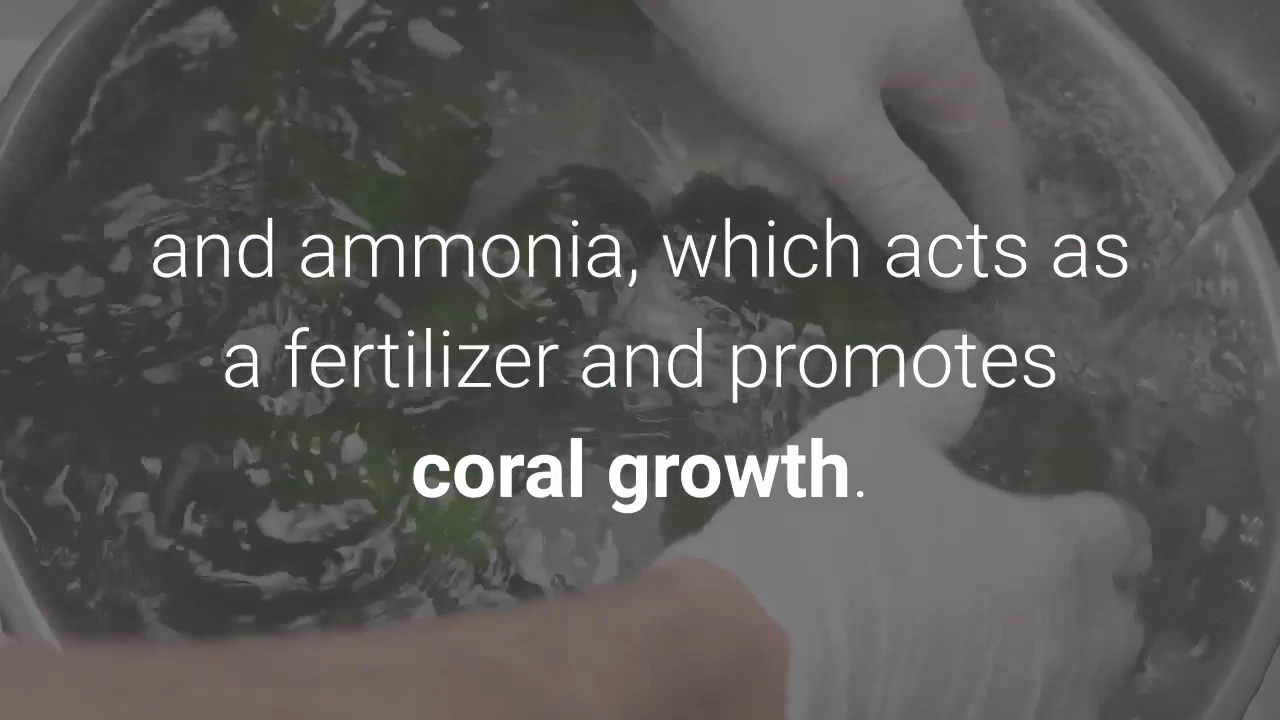 and ammonia, which acts as
a fertilizer and promotes
coral growth.